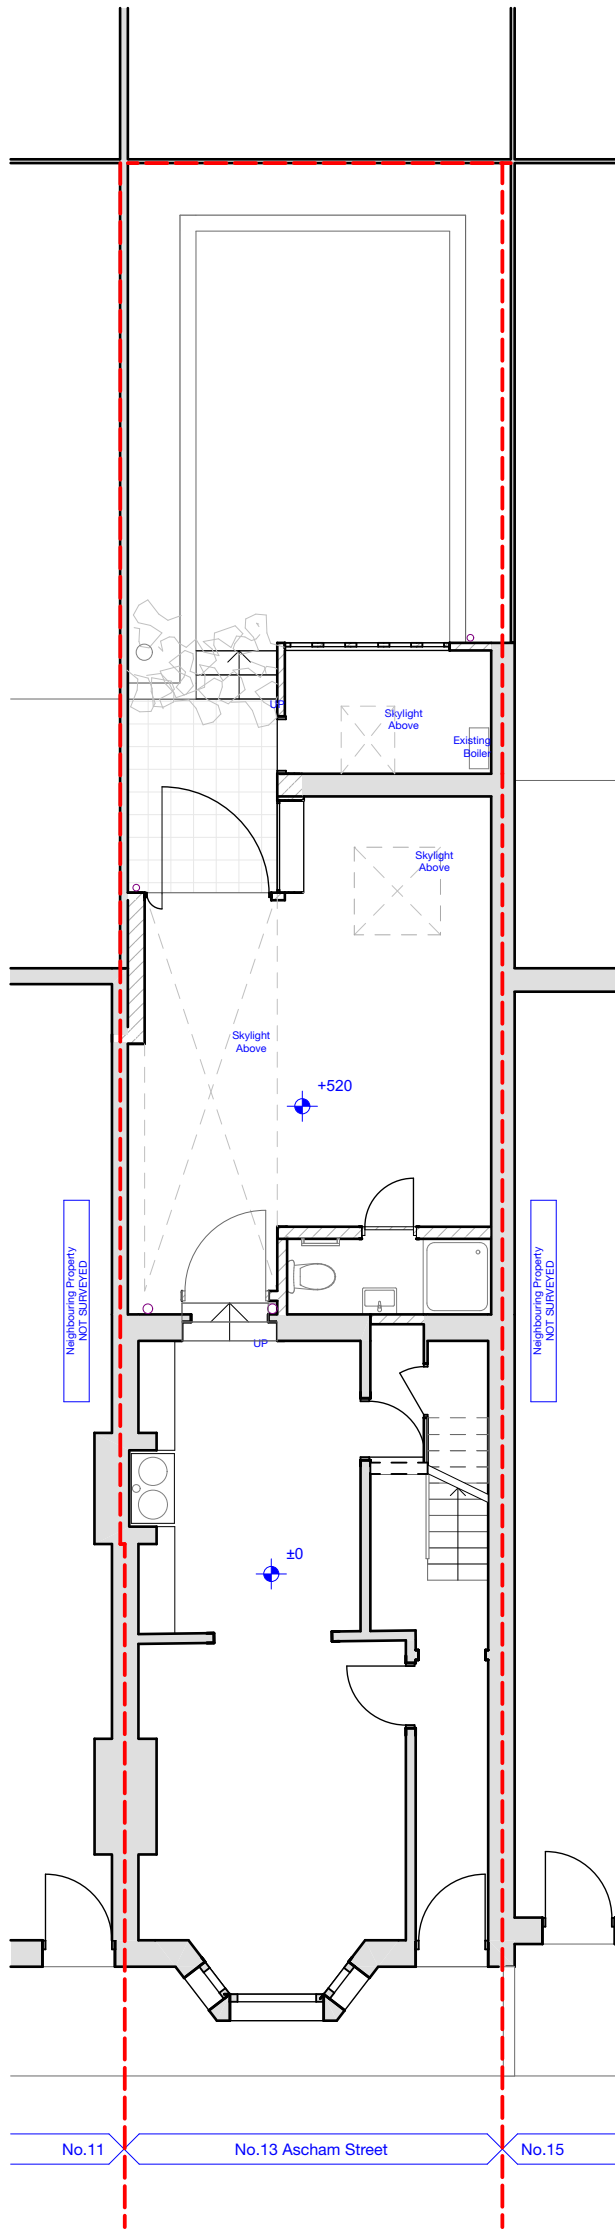 UP
Skylight
Above
Existing
Boiler
Skylight
Above
Skylight
Above
+520
Neighbouring Property
NOT SURVEYED
Neighbouring Property
NOT SURVEYED
UP
±0
No.11
No.13 Ascham Street
No.15